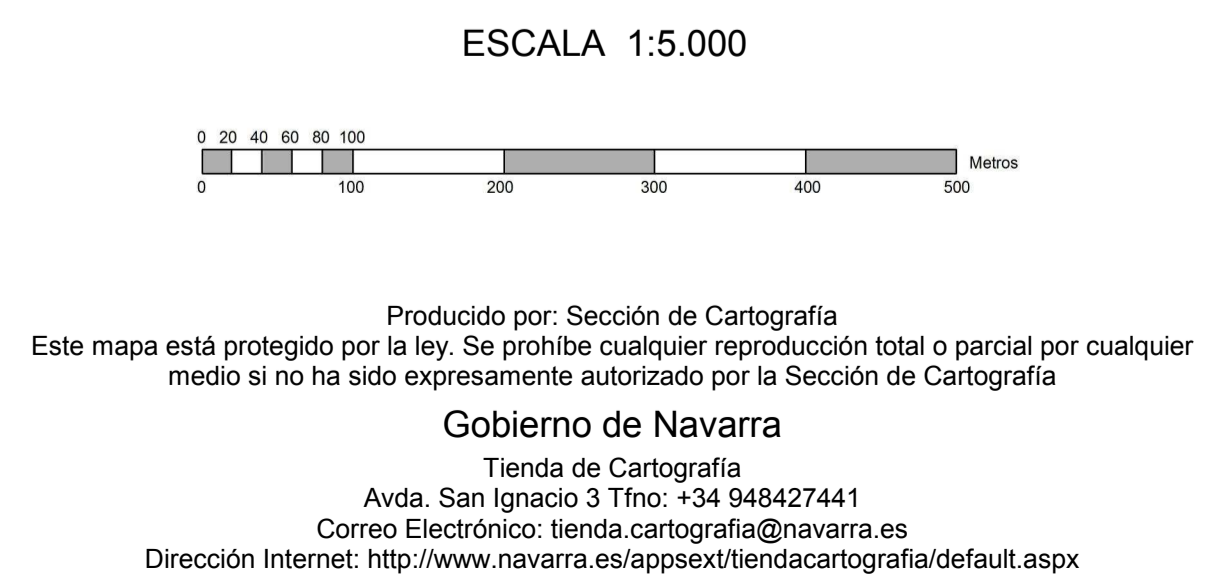 ESCALA 1:5.000
0 20 40 60 80 100
Metros
0 100 200 300 400 500
Producido por: Sección de Cartografía
Este mapa está protegido por la ley. Se prohíbe cualquier reproducción total o parcial por cualquier
medio si no ha sido expresamente autorizado por la Sección de Cartografía
Gobierno de Navarra
Tienda de Cartografía
Avda. San Ignacio 3 Tfno: +34 948427441
Correo Electrónico: tienda.cartografia@navarra.es
Dirección Internet: http://www.navarra.es/appsext/tiendacartografia/default.aspx